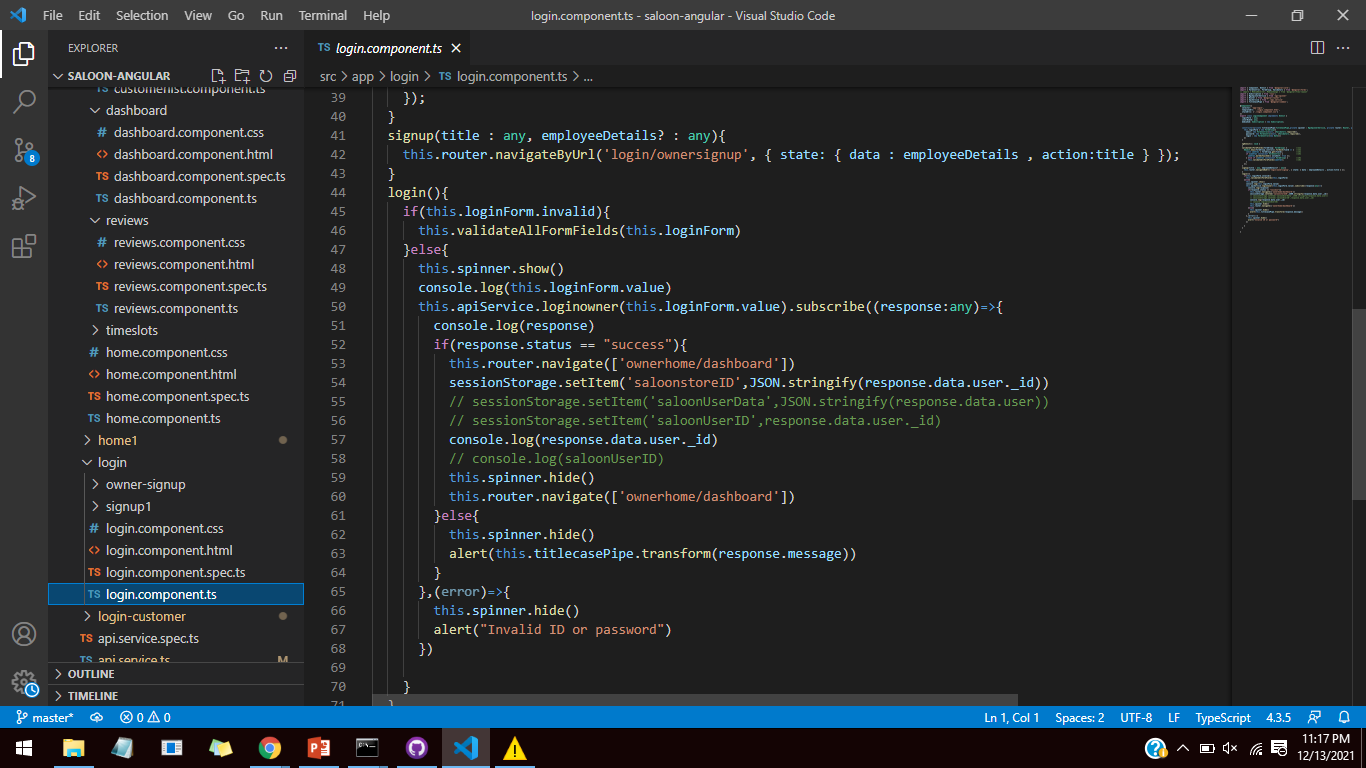 File Edit Selection View Go Run Terminal Help
login.component.ts - saloon-angular - Visual Studio Code
EXPLORER
SALOON-ANGULAR
customerlist.component.ts
dashboard
# dashboard.component.css
<> dashboard.component.html
TS dashboard.component.spec.ts
TS dashboard.component.ts
reviews
# reviews.component.css
<> reviews.component.html
TS reviews.component.spec.ts
TS reviews.component.ts
timeslots
# home.component.css
<> home.component.html
TS home.component.spec.ts
TS home.component.ts
home1
login
owner-signup
signup1
# login.component.css
<> login.component.html
TS login.component.spec.ts
TS login.component.ts
login-customer
TS api.service.spec.ts
TS api.service.ts M
OUTLINE
TIMELINE
8
TS login.component.ts
src > app > login > TS login.component.ts > ...
39 });
40 }
41 signup(title : any, employeeDetails? : any){
42 this.router.navigateByUrl('login/ownersignup', { state: { data : employeeDetails , action:title } });
43 }
44 login(){
45 if(this.loginForm.invalid){
46 this.validateAllFormFields(this.loginForm)
47 }else{
48 this.spinner.show()
49 console.log(this.loginForm.value)
50 this.apiService.loginowner(this.loginForm.value).subscribe((response:any)=>{
51 console.log(response)
52 if(response.status == "success"){
53 this.router.navigate(['ownerhome/dashboard'])
54 sessionStorage.setItem('saloonstoreID',JSON.stringify(response.data.user._id))
55 // sessionStorage.setItem('saloonUserData',JSON.stringify(response.data.user))
56 // sessionStorage.setItem('saloonUserID',response.data.user._id)
57 console.log(response.data.user._id)
58 // console.log(saloonUserID)
59 this.spinner.hide()
60 this.router.navigate(['ownerhome/dashboard'])
61 }else{
62 this.spinner.hide()
63 alert(this.titlecasePipe.transform(response.message))
64 }
65 },(error)=>{
66 this.spinner.hide()
67 alert("Invalid ID or password")
68 })
69
70 }
71 }
master* 0 0
Ln 1, Col 1 Spaces: 2 UTF-8 LF TypeScript 4.3.5
11:17 PM
12/13/2021